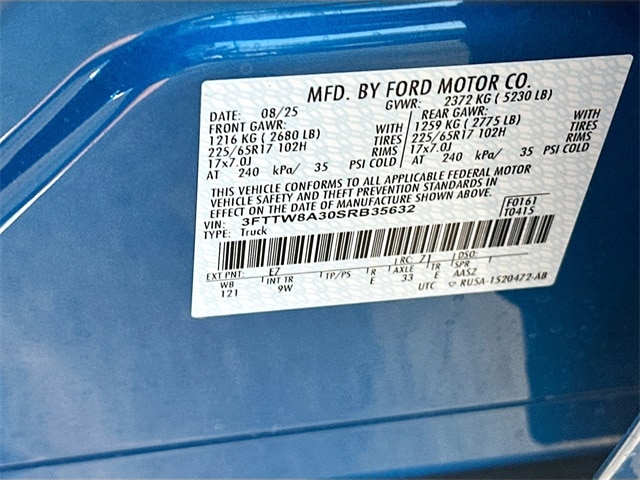 MFD. BY FORD MOTOR CO.
DATE: 08/25 GVWR: 2372 KG ( 5230 LB)
FRONT GAWR: REAR GAWR:
1216 KG ( 2680 LB) WITH 1259 KG ( 2775 LB) WITH
225/65R17 102H TIRES 225/65R17 102H TIRES
17x7.0J RIMS 17x7.0J RIMS
AT 240 kPa/ 35 PSI COLD AT 240 kPa/ 35 PSI COLD
THIS VEHICLE CONFORMS TO ALL APPLICABLE FEDERAL MOTOR
VEHICLE SAFETY AND THEFT PREVENTION STANDARDS IN
EFFECT ON THE DATE OF MANUFACTURE SHOWN ABOVE.
VIN: 3FTTW8A30SRB35632 F0161
TYPE: Truck T0415
EXT PNT: EZ RC: Z DSO:
WB INT TR TP/PS R AXLE TR SPR
121 9W E 33 E AASZ
UTC RUSA-1520472-AB